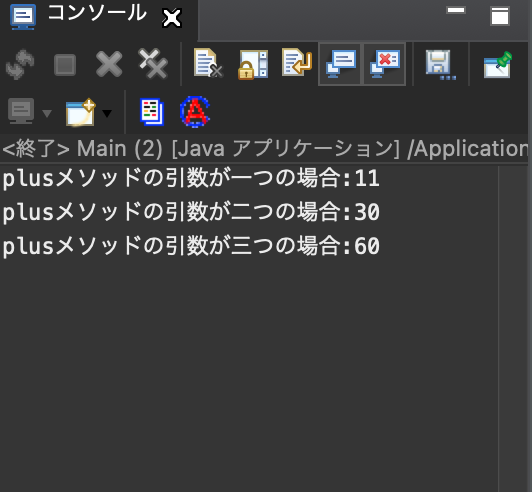 コンソール
<終了> Main (2) [Java アプリケーション] /Application
plusメソッドの引数が一つの場合:11
plusメソッドの引数が二つの場合:30
plusメソッドの引数が三つの場合:60